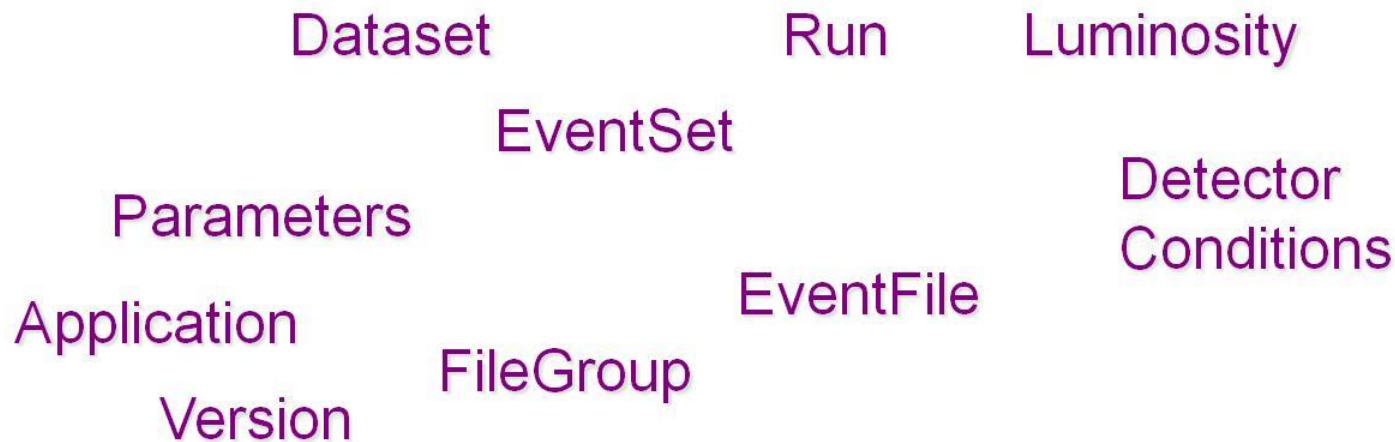 Dataset Run Luminosity
EventSet
Detector
Parameters
Conditions
EventFile
Application
FileGroup
Version